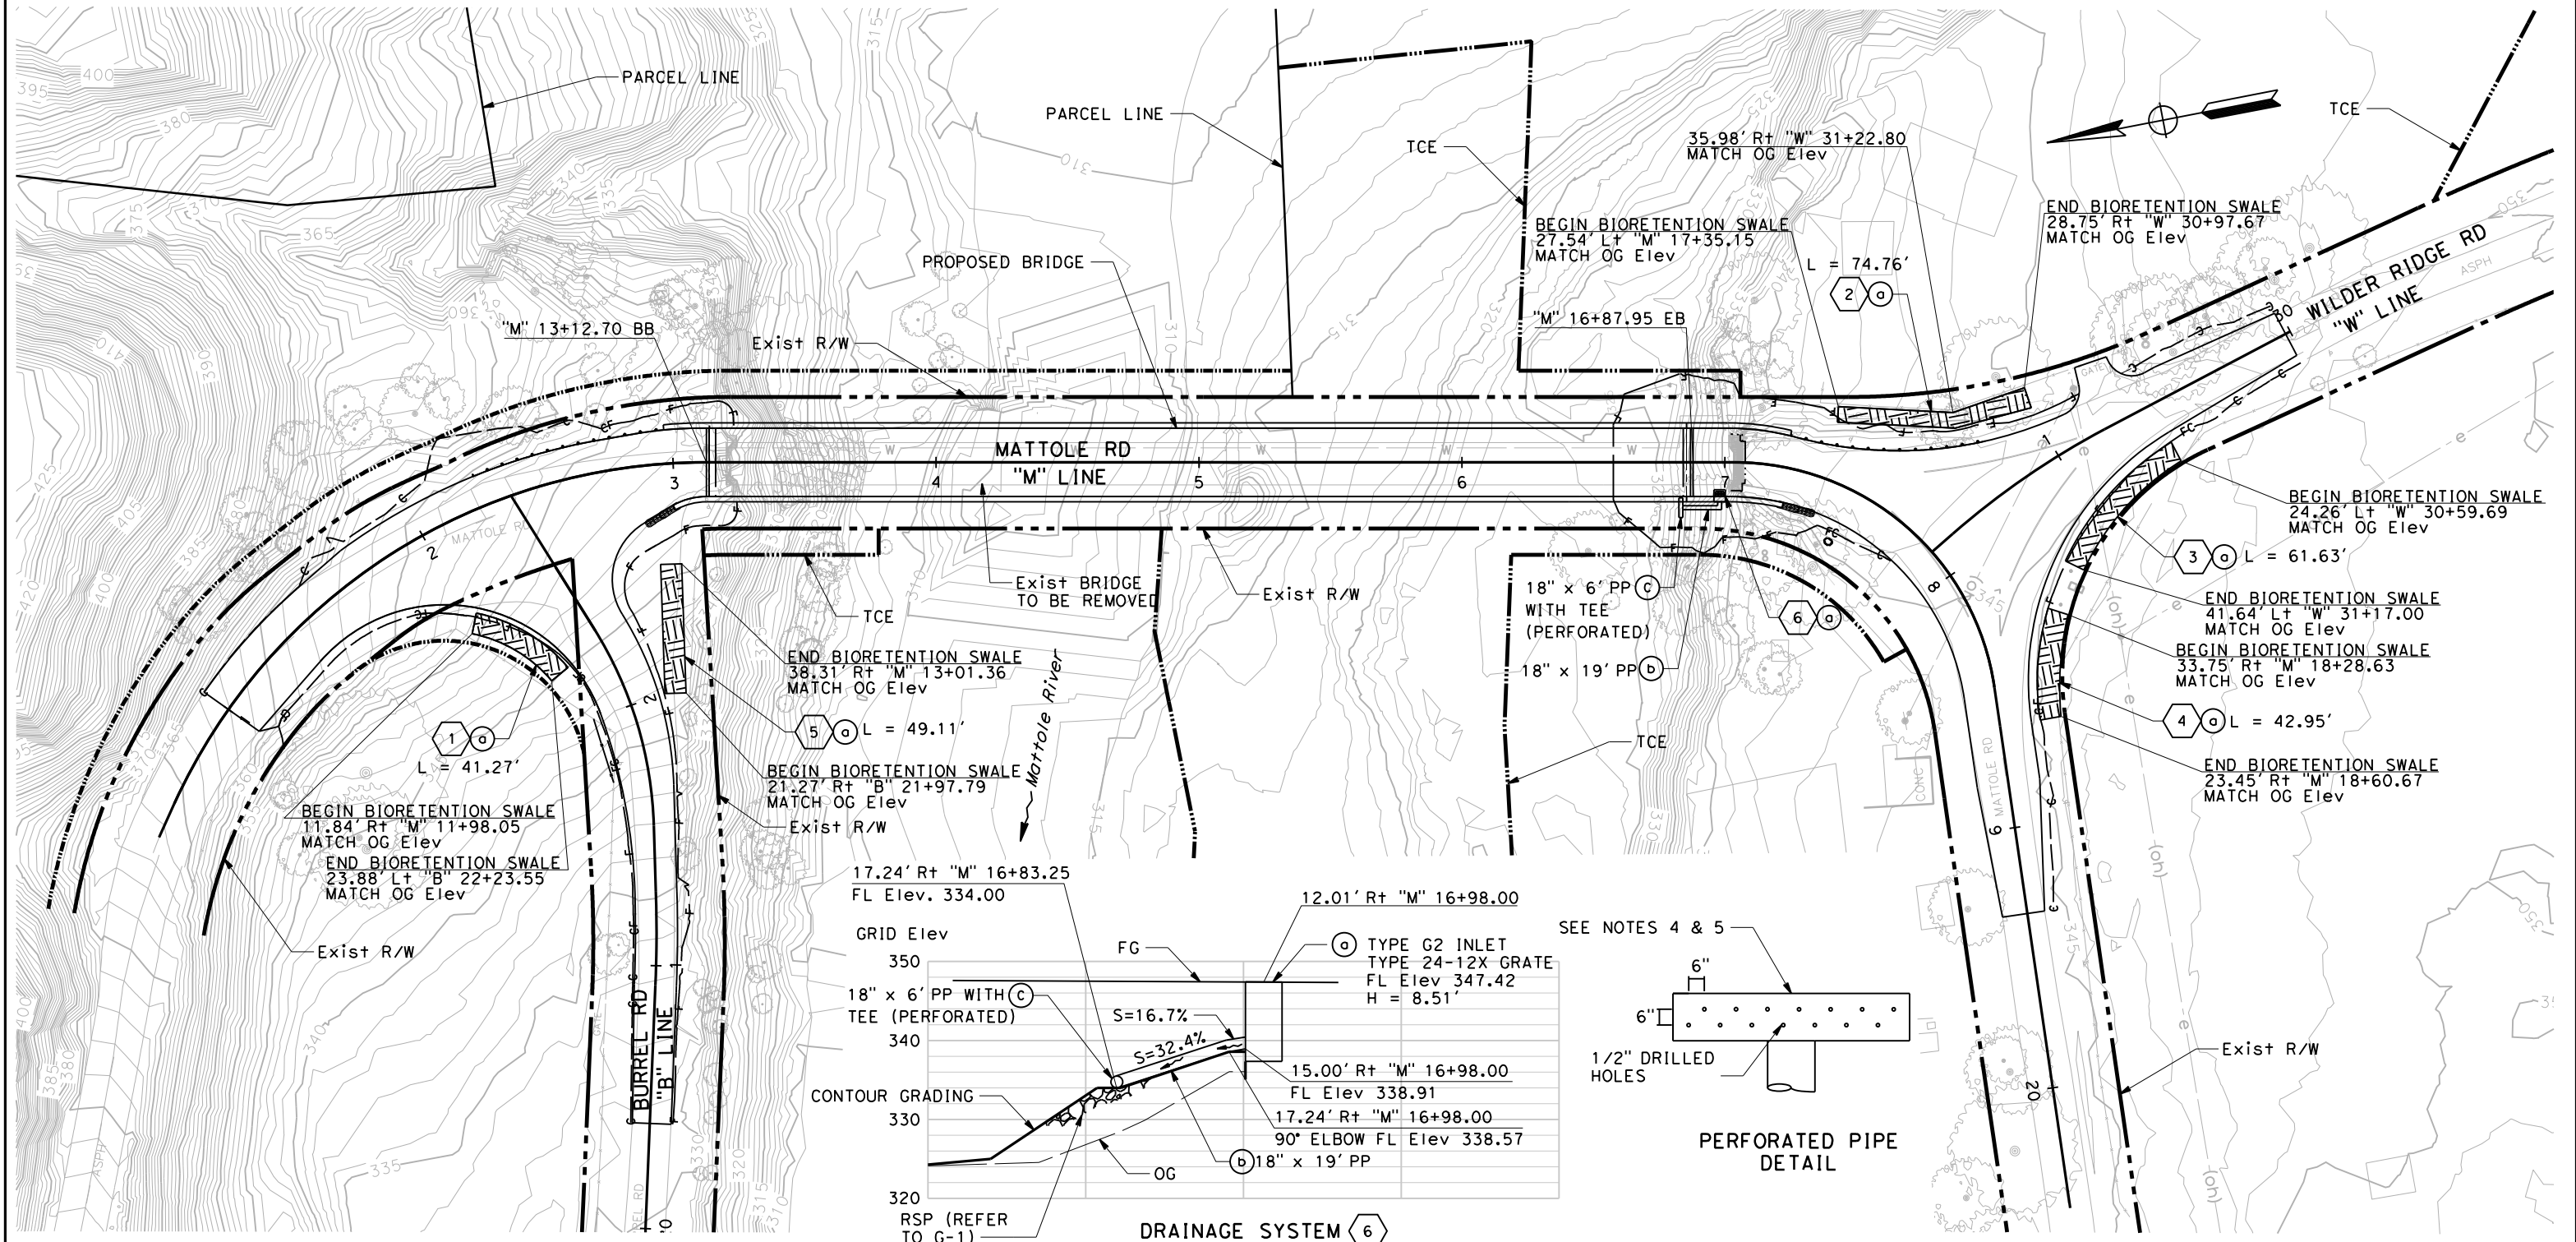 PARCEL LINE
PARCEL LINE
TCE
TCE
35.98' Rt "W" 31+22.80
MATCH OG Elev
BEGIN BIORETENTION SWALE
27.54' Lt "M" 17+35.15
MATCH OG Elev
END BIORETENTION SWALE
28.75' Rt "W" 30+97.67
MATCH OG Elev
L = 74.76'
2 a
PROPOSED BRIDGE
"M" 13+12.70 BB
Exist R/W
"M" 16+87.95 EB
WILDER RIDGE RD
"W" LINE
ASPH
30
MATTOLE RD
"M" LINE
2
3
4
5
6
7
8
9
20
1
MATTOLE RD
BEGIN BIORETENTION SWALE
24.26' Lt "W" 30+59.69
MATCH OG Elev
3 a L = 61.63'
END BIORETENTION SWALE
41.64' Lt "W" 31+17.00
MATCH OG Elev
BEGIN BIORETENTION SWALE
33.75' Rt "M" 18+28.63
MATCH OG Elev
4 a L = 42.95'
END BIORETENTION SWALE
23.45' Rt "M" 18+60.67
MATCH OG Elev
Exist BRIDGE
TO BE REMOVED
Exist R/W
TCE
18" x 6' PP c
WITH TEE
(PERFORATED)
18" x 19' PP b
6 a
TCE
END BIORETENTION SWALE
38.31' Rt "M" 13+01.36
MATCH OG Elev
5 a L = 49.11'
BEGIN BIORETENTION SWALE
21.27' Rt "B" 21+97.79
MATCH OG Elev
Exist R/W
Mattole River
1 a
L = 41.27'
BEGIN BIORETENTION SWALE
11.84' Rt "M" 11+98.05
MATCH OG Elev
END BIORETENTION SWALE
23.88' Lt "B" 22+23.55
MATCH OG Elev
Exist R/W
BURREL RD
"B" LINE
MATTOLE RD
CONC
ASPH
Exist R/W
17.24' Rt "M" 16+83.25
FL Elev. 334.00
GRID Elev
350
340
330
320
FG
12.01' Rt "M" 16+98.00
a TYPE G2 INLET
TYPE 24-12X GRATE
FL Elev 347.42
H = 8.51'
18" x 6' PP WITH c
TEE (PERFORATED)
S=16.7%
S=32.4%
15.00' Rt "M" 16+98.00
FL Elev 338.91
17.24' Rt "M" 16+98.00
90° ELBOW FL Elev 338.57
CONTOUR GRADING
b 18" x 19' PP
OG
RSP (REFER
TO G-1)
DRAINAGE SYSTEM 6
SEE NOTES 4 & 5
6"
6"
1/2" DRILLED
HOLES
PERFORATED PIPE
DETAIL